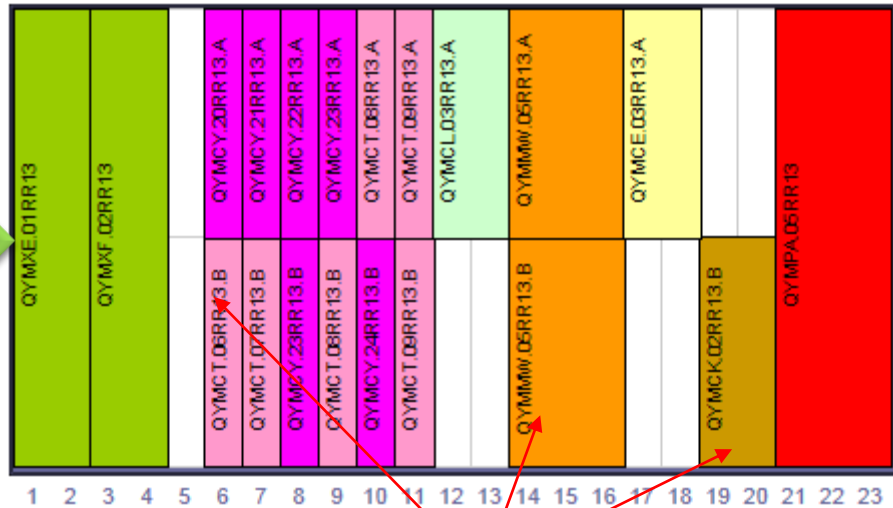 QYMXE.01RR13
QYMXF.02RR13
QYMCY.20RR13.A
QYMCY.21RR13.A
QYMCY.22RR13.A
QYMCY.23RR13.A
QYMCT.08RR13.A
QYMCT.09RR13.A
QYMCL.03RR13.A
QYMMW.05RR13.A
QYMCE.03RR13.A
QYMPA.05RR13
QYMCT.06RR13.B
QYMCT.07RR13.B
QYMCY.23RR13.B
QYMCT.08RR13.B
QYMCY.24RR13.B
QYMCT.09RR13.B
QYMMW.05RR13.B
QYMCK.02RR13.B
1 2 3 4 5 6 7 8 9 10 11 12 13 14 15 16 17 18 19 20 21 22 23